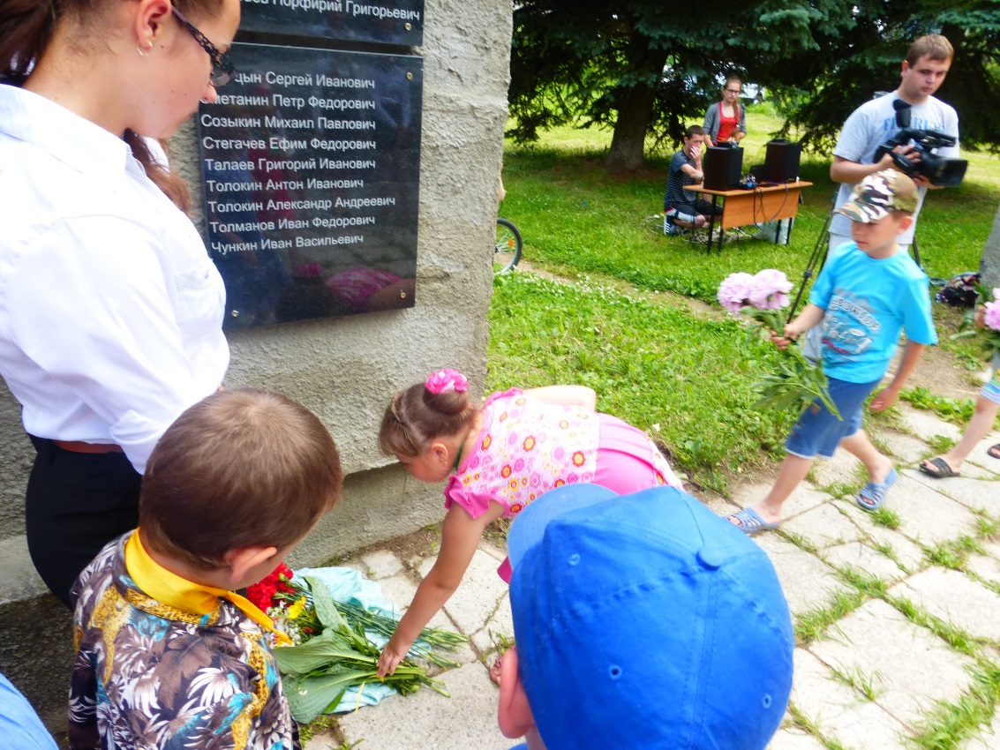 Порфирий Григорьевич
Сергей Иванович
Сметанин Петр Федорович
Созыкин Михаил Павлович
Стегачев Ефим Федорович
Талаев Григорий Иванович
Толокин Антон Иванович
Толокин Александр Андреевич
Толманов Иван Федорович
Чункин Иван Васильевич